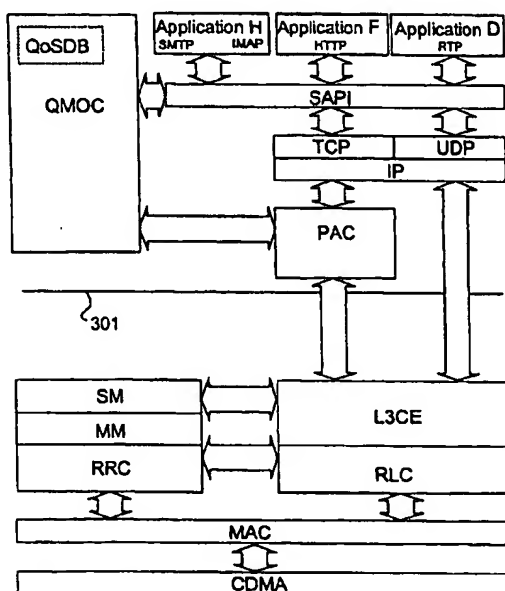 QoSDB
QMOC
Application H
SMTP IMAP
Application F
HTTP
Application D
RTP
SAPI
TCP
UDP
IP
PAC
301
SM
MM
RRC
L3CE
RLC
MAC
CDMA